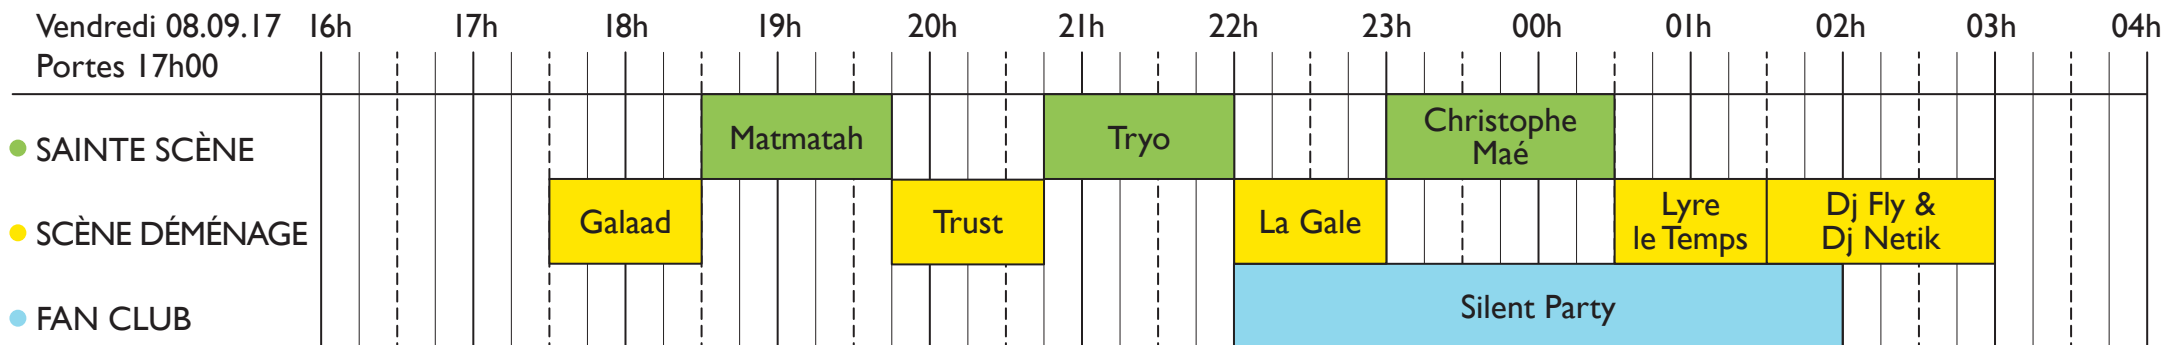 Vendredi 08.09.17 16h 17h 18h 19h 20h 21h 22h 23h 00h 01h 02h 03h 04h
Portes 17h00
SAINTE SCÈNE
Matmatah
Tryo
Christophe
Maé
SCÈNE DÉMÉNAGE
Galaad
Trust
La Gale
Lyre
le Temps
Dj Fly &
Dj Netik
FAN CLUB
Silent Party